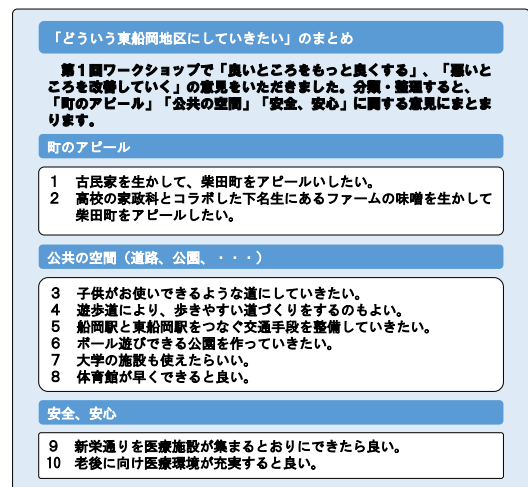 「どういう東船岡地区にしていきたい」のまとめ
第1回ワークショップで「良いところをもっと良くする」、「悪いと
ころを改善していく」の意見をいただきました。分類・整理すると、
「町のアピール」「公共の空間」「安全、安心」に関する意見にまとま
ります。
町のアピール
1 古民家を生かして、柴田町をアピールいしたい。
2 高校の家政科とコラボした下名生にあるファームの味噌を生かして
柴田町をアピールしたい。
公共の空間（道路、公園、・・・）
3 子供がお使いできるような道にしていきたい。
4 遊歩道により、歩きやすい道づくりをするのもよい。
5 船岡駅と東船岡駅をつなぐ交通手段を整備していきたい。
6 ボール遊びできる公園を作っていきたい。
7 大学の施設も使えたらいい。
8 体育館が早くできると良い。
安全、安心
9 新栄通りを医療施設が集まるとおりにできたら良い。
10 老後に向け医療環境が充実すると良い。